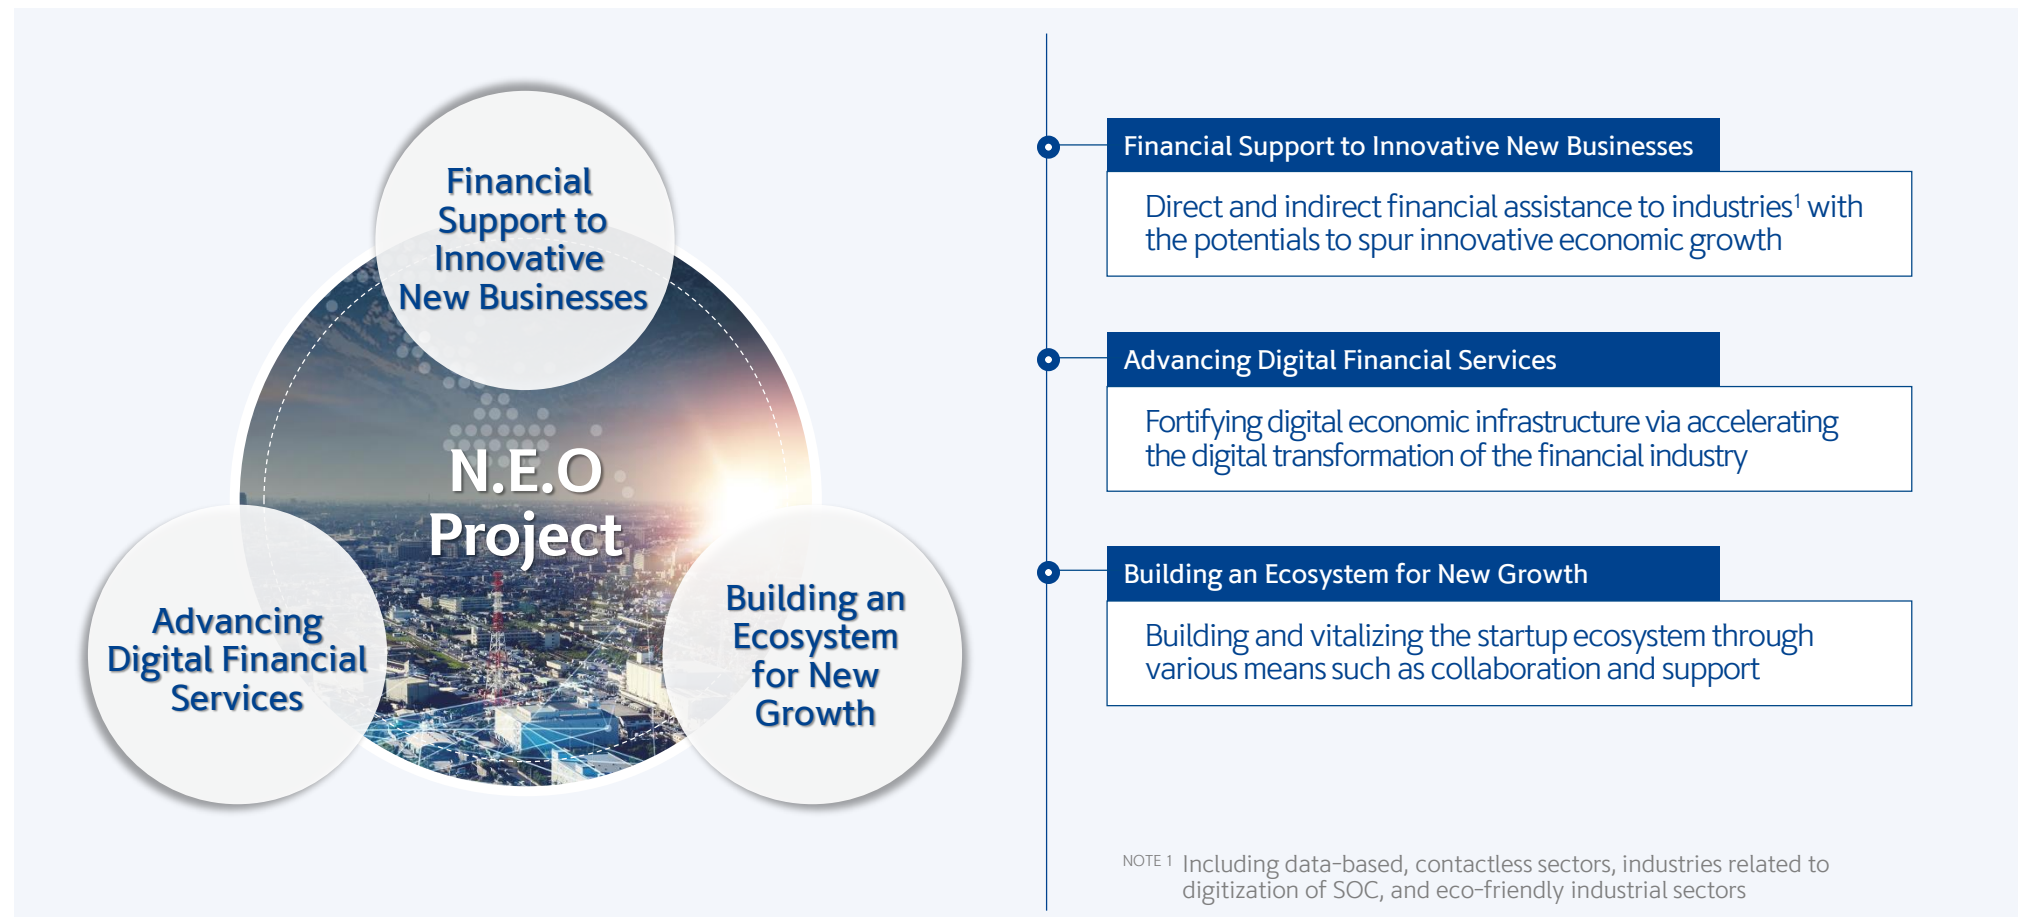 Financial
Support to
Innovative
New Businesses
N.E.O
Project
Advancing
Digital Financial
Services
Building an
Ecosystem
for New
Growth
Financial Support to Innovative New Businesses
Direct and indirect financial assistance to industries¹ with
the potentials to spur innovative economic growth
Advancing Digital Financial Services
Fortifying digital economic infrastructure via accelerating
the digital transformation of the financial industry
Building an Ecosystem for New Growth
Building and vitalizing the startup ecosystem through
various means such as collaboration and support
NOTE 1 Including data-based, contactless sectors, industries related to
digitization of SOC, and eco-friendly industrial sectors